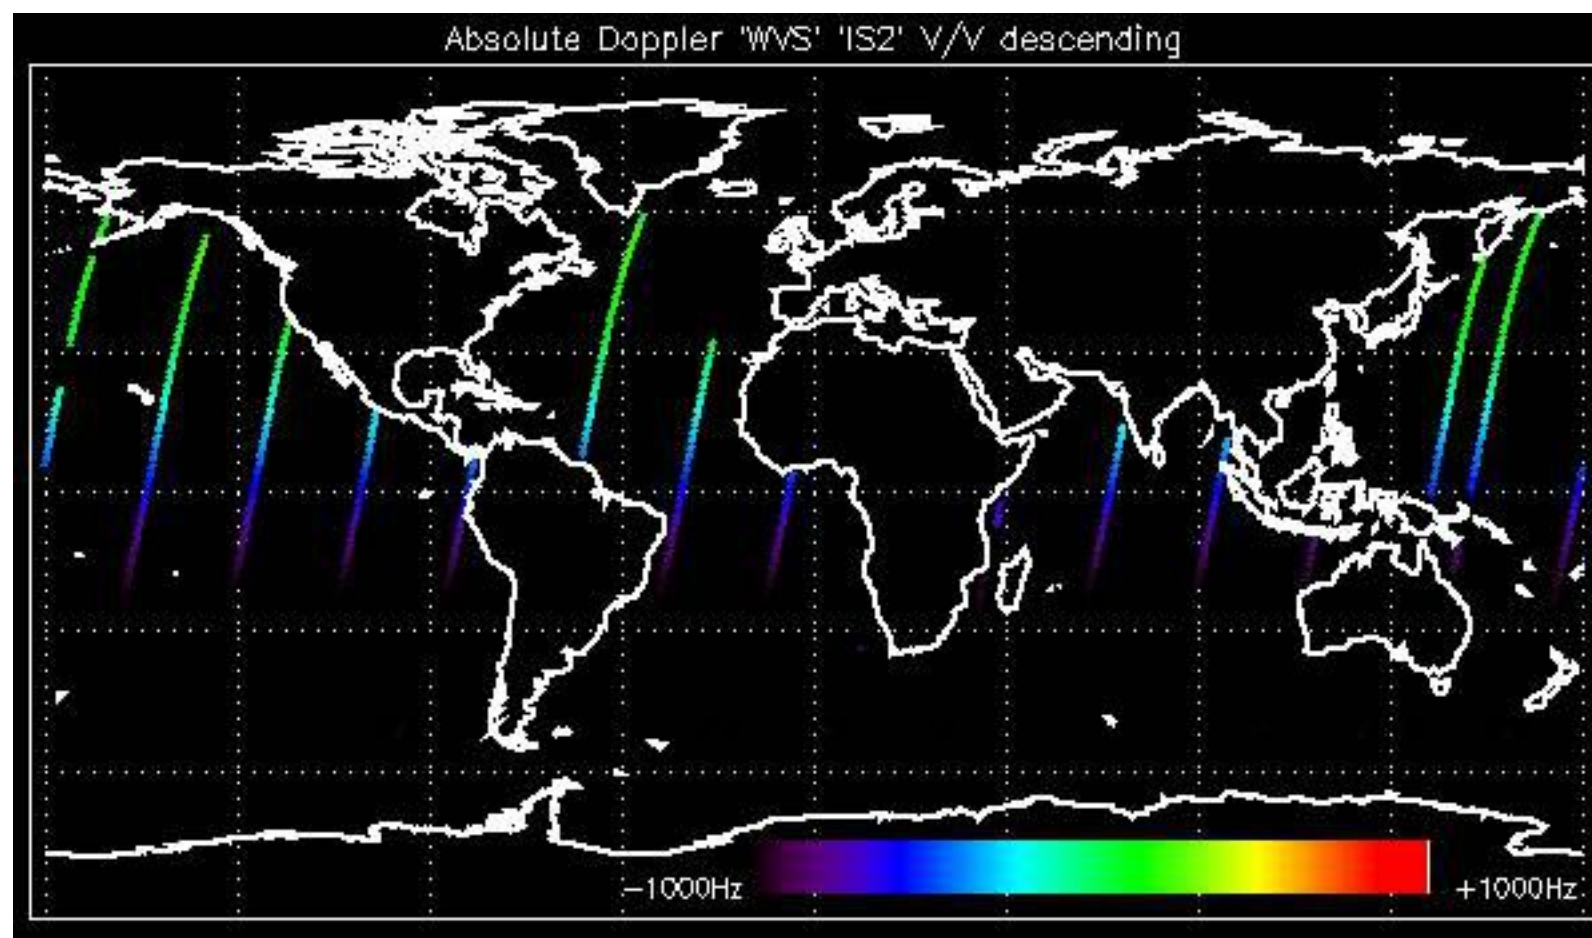 Absolute Doppler 'WVS' 'IS2' V/V descending
-1000Hz +1000Hz